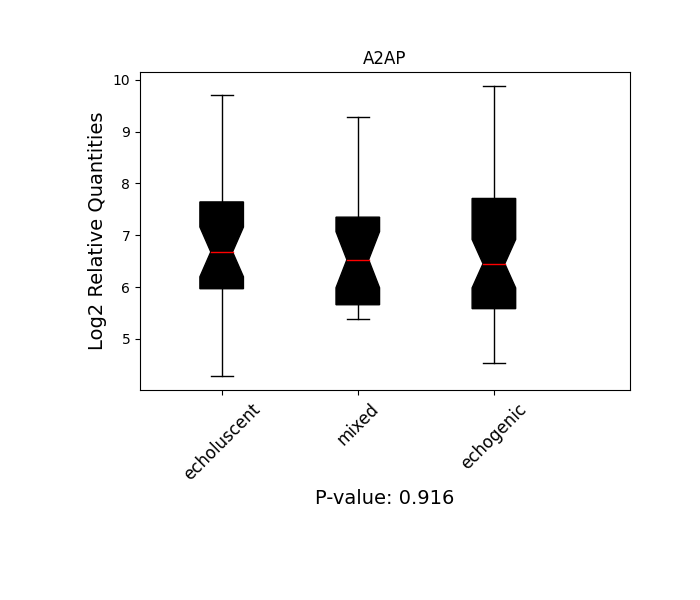 A2AP
10
9
8
7
6
5
Log2 Relative Quantities
echoluscent
mixed
echogenic
P-value: 0.916